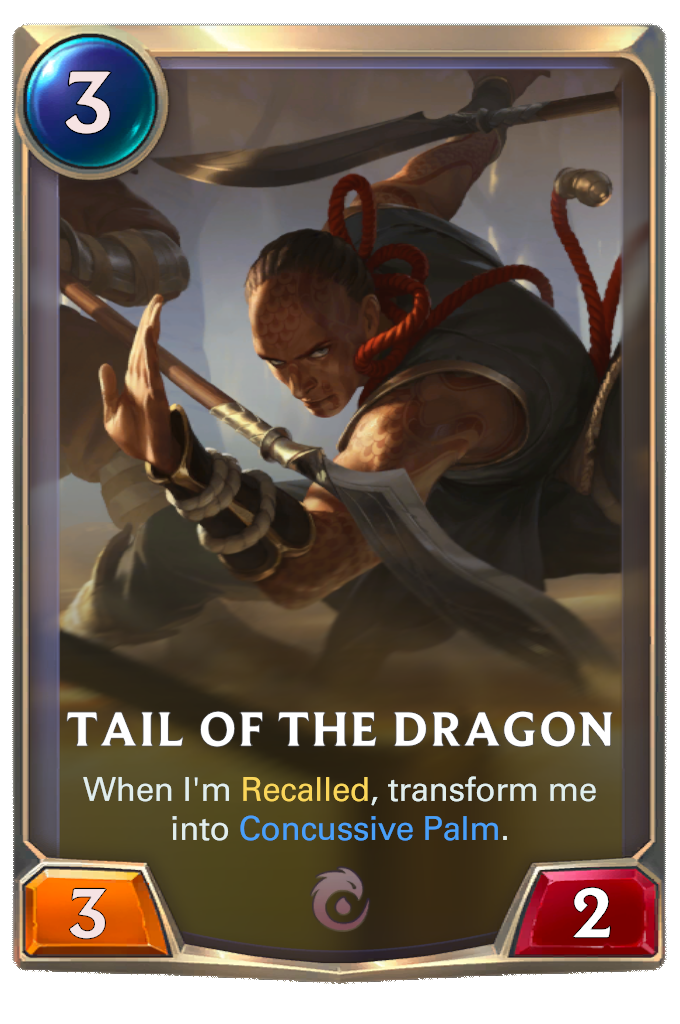 3
TAIL OF THE DRAGON
When I'm Recalled, transform me
into Concussive Palm.
3
2